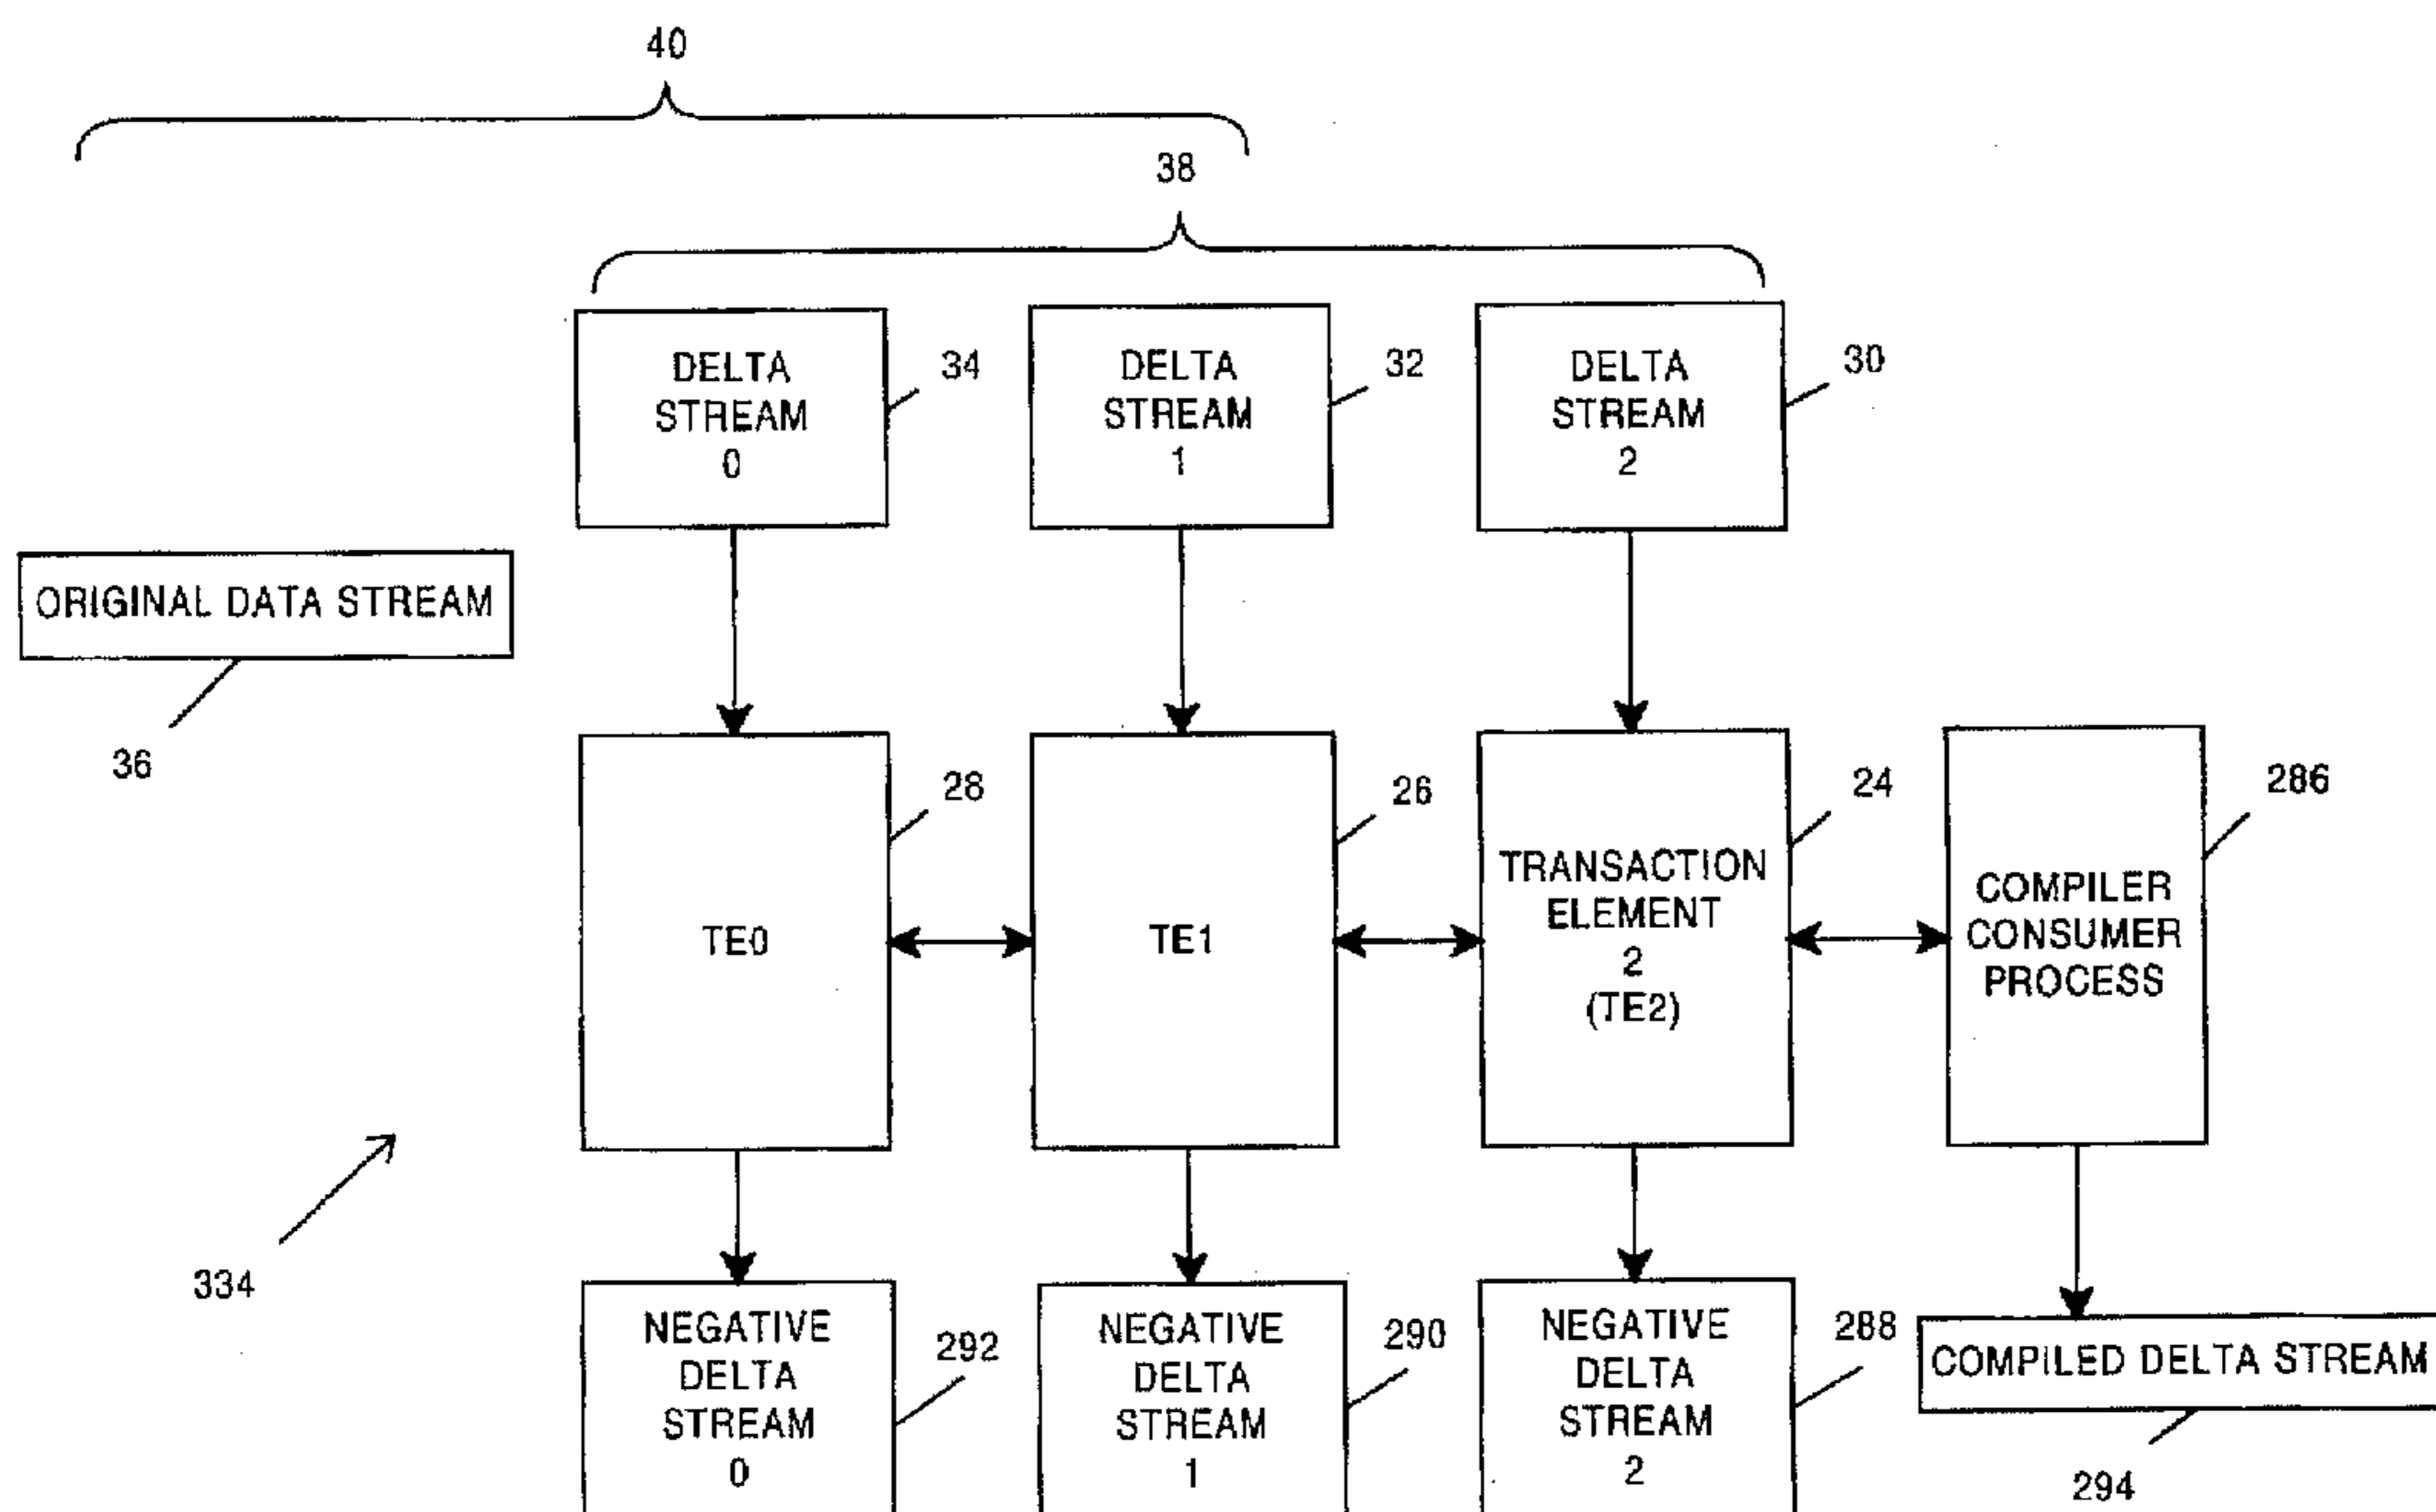 40
38
DELTA
STREAM
0
34
DELTA
STREAM
1
32
DELTA
STREAM
2
30
ORIGINAL DATA STREAM
36
TE0
28
TE1
26
TRANSACTION
ELEMENT
2
(TE2)
24
COMPILER
CONSUMER
PROCESS
286
334
NEGATIVE
DELTA
STREAM
0
292
NEGATIVE
DELTA
STREAM
1
290
NEGATIVE
DELTA
STREAM
2
288
COMPILED DELTA STREAM
294